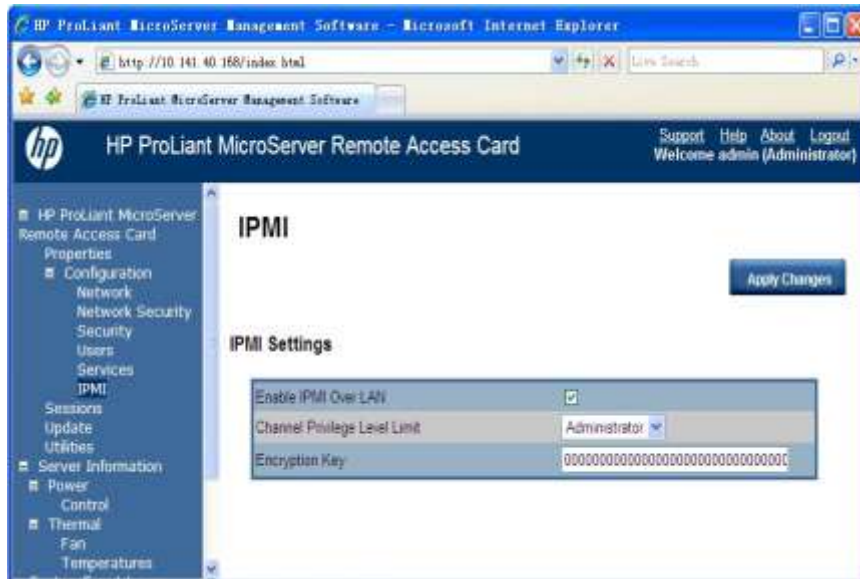 HP ProLiant MicroServer Management Software - Microsoft Internet Explorer
http://10.141.40.168/index.html
Live Search
HP ProLiant MicroServer Management Software
hp
HP ProLiant MicroServer Remote Access Card
Support Help About Logout
Welcome admin (Administrator)
HP ProLiant MicroServer
Remote Access Card
Properties
Configuration
Network
Network Security
Security
Users
Services
IPMI
Sessions
Update
Utilities
Server Information
Power
Control
Thermal
Fan
Temperatures
IPMI
Apply Changes
IPMI Settings
Enable IPMI Over LAN
Channel Privilege Level Limit
Administrator
Encryption Key